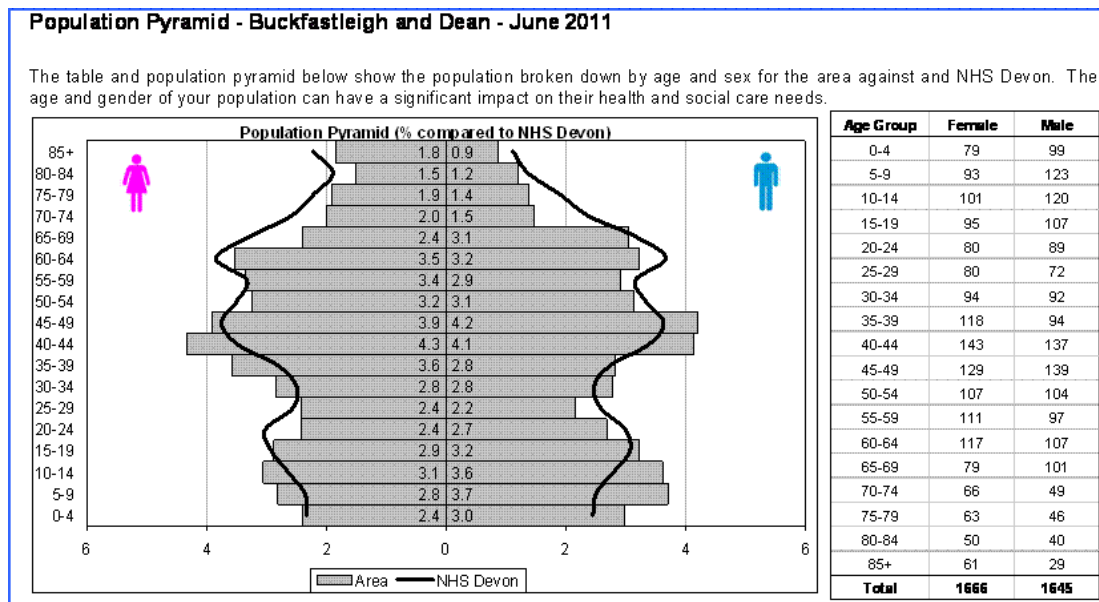 Population Pyramid - Buckfastleigh and Dean - June 2011
The table and population pyramid below show the population broken down by age and sex for the area against and NHS Devon. The
age and gender of your population can have a significant impact on their health and social care needs.
Population Pyramid (% compared to NHS Devon)
85+ 1.8 0.9
80-84 1.5 1.2
75-79 1.9 1.4
70-74 2.0 1.5
65-69 2.4 3.1
60-64 3.5 3.2
55-59 3.4 2.9
50-54 3.2 3.1
45-49 3.9 4.2
40-44 4.3 4.1
35-39 3.6 2.8
30-34 2.8 2.8
25-29 2.4 2.2
20-24 2.4 2.7
15-19 2.9 3.2
10-14 3.1 3.6
5-9 2.8 3.7
0-4 2.4 3.0
6 4 2 0 2 4 6
Area NHS Devon
Age Group Female Male
0-4 79 99
5-9 93 123
10-14 101 120
15-19 95 107
20-24 80 89
25-29 80 72
30-34 94 92
35-39 118 94
40-44 143 137
45-49 129 139
50-54 107 104
55-59 111 97
60-64 117 107
65-69 79 101
70-74 66 49
75-79 63 46
80-84 50 40
85+ 61 29
Total 1666 1645